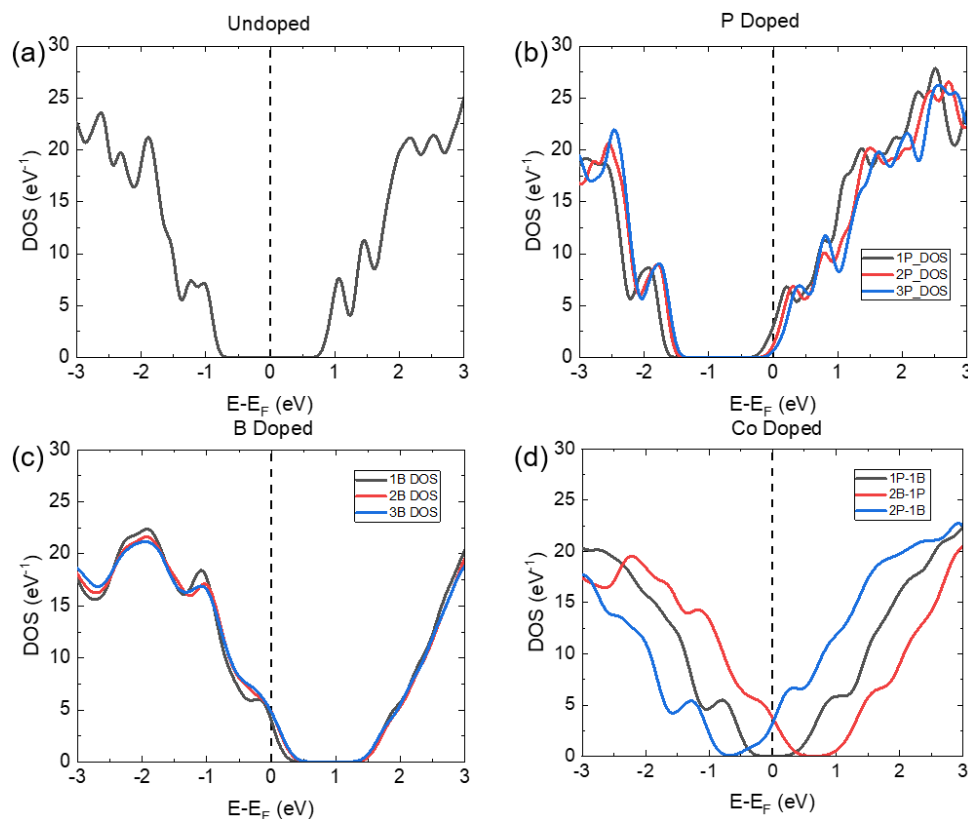 (a)
Undoped
DOS (eV⁻¹)
30
25
20
15
10
5
0
-3 -2 -1 0 1 2 3
E-E_F (eV)
(b)
P Doped
DOS (eV⁻¹)
30
25
20
15
10
5
0
1P_DOS
2P_DOS
3P_DOS
-3 -2 -1 0 1 2 3
E-E_F (eV)
(c)
B Doped
DOS (eV⁻¹)
30
25
20
15
10
5
0
1B DOS
2B DOS
3B DOS
-3 -2 -1 0 1 2 3
E-E_F (eV)
(d)
Co Doped
DOS (eV⁻¹)
30
25
20
15
10
5
0
1P-1B
2B-1P
2P-1B
-3 -2 -1 0 1 2 3
E-E_F (eV)